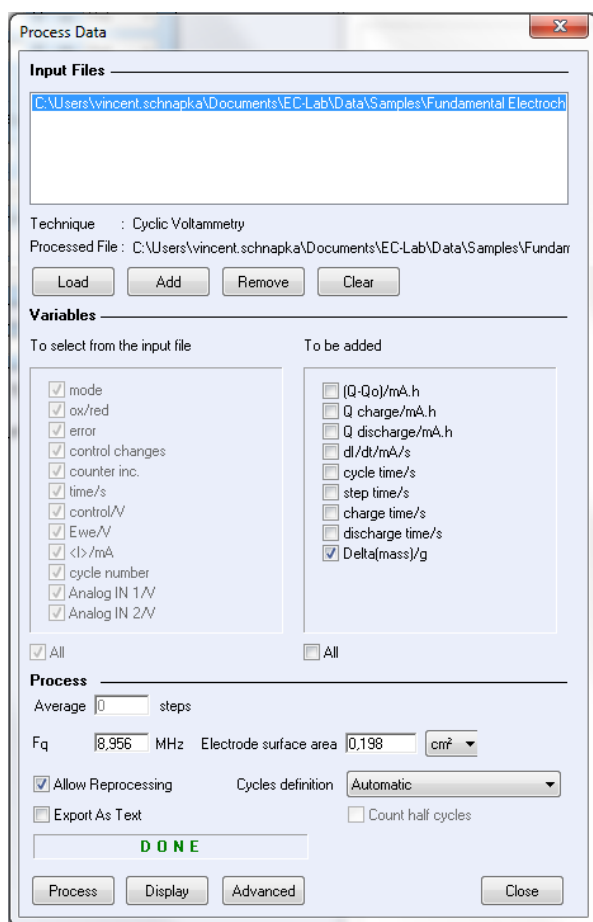 Process Data
Input Files
C:\Users\vincent.schnapka\Documents\EC-Lab\Data\Samples\Fundamental Electroch
Technique : Cyclic Voltammetry
Processed File : C:\Users\vincent.schnapka\Documents\EC-Lab\Data\Samples\Fundam
Load Add Remove Clear
Variables
To select from the input file To be added
mode (Q-Qo)/mA.h
ox/red Q charge/mA.h
error Q discharge/mA.h
control changes dI/dt/mA/s
counter inc. cycle time/s
time/s step time/s
control/V charge time/s
Ewe/V discharge time/s
<I>/mA Delta(mass)/g
cycle number
Analog IN 1/V
Analog IN 2/V
All All
Process
Average 0 steps
Fq 8,956 MHz Electrode surface area 0,198 cm²
Allow Reprocessing Cycles definition Automatic
Export As Text Count half cycles
DONE
Process Display Advanced Close